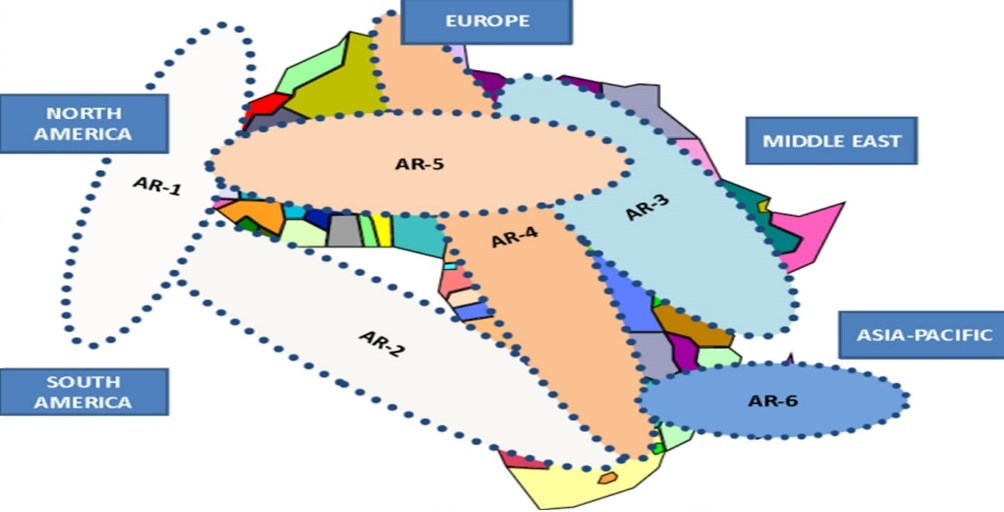 EUROPE
NORTH
AMERICA
MIDDLE EAST
AR-5
AR-1
AR-3
AR-4
ASIA-PACIFIC
AR-2
SOUTH
AMERICA
AR-6